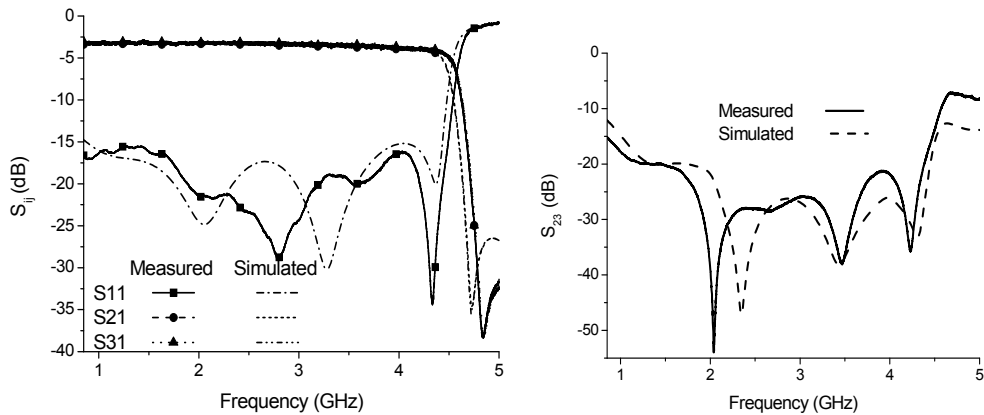 0
-5
-10
-15
-20
-25
-30
-35
-40
S_ij (dB)
Measured Simulated
S11
S21
S31
1 2 3 4 5
Frequency (GHz)
0
-10
-20
-30
-40
-50
S_23 (dB)
Measured
Simulated
1 2 3 4 5
Frequency (GHz)